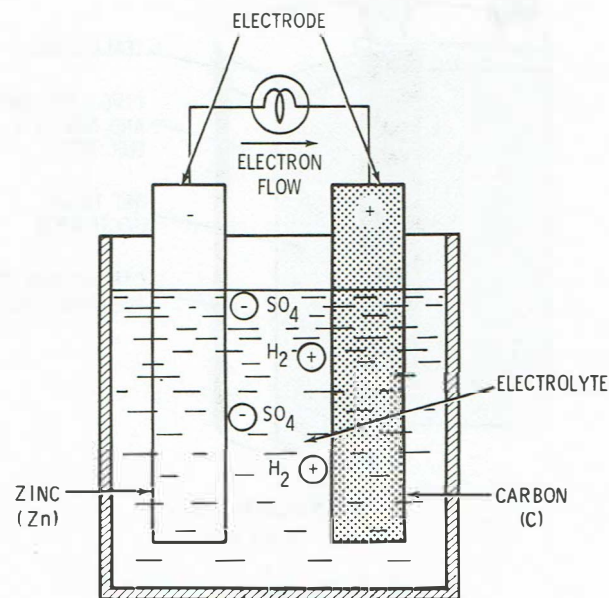 ELECTRODE
ELECTRON
FLOW
-
+
- SO4
H2 +
ELECTROLYTE
- SO4
H2 +
ZINC
(Zn)
CARBON
(C)